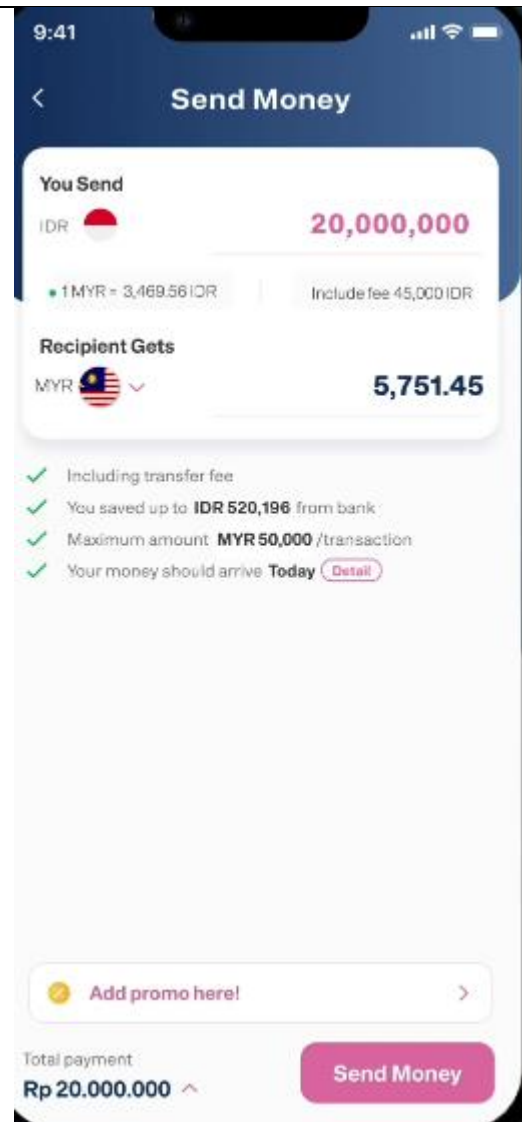 9:41
Send Money
You Send
IDR
20,000,000
1 MYR = 3,469.56 IDR
Include fee 45,000 IDR
Recipient Gets
MYR
5,751.45
Including transfer fee
You saved up to IDR 520,196 from bank
Maximum amount MYR 50,000 /transaction
Your money should arrive Today Detail
Add promo here!
Total payment
Rp 20.000.000
Send Money